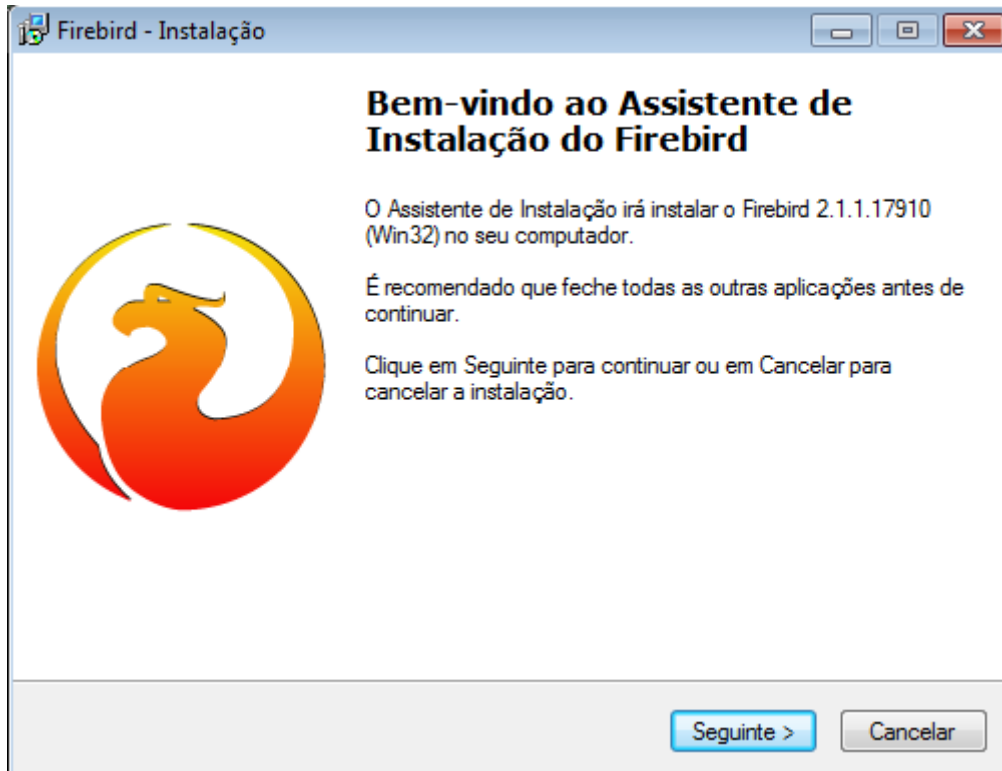 Firebird - Instalação
Bem-vindo ao Assistente de
Instalação do Firebird
O Assistente de Instalação irá instalar o Firebird 2.1.1.17910
(Win32) no seu computador.
É recomendado que feche todas as outras aplicações antes de
continuar.
Clique em Seguinte para continuar ou em Cancelar para
cancelar a instalação.
Seguinte >
Cancelar